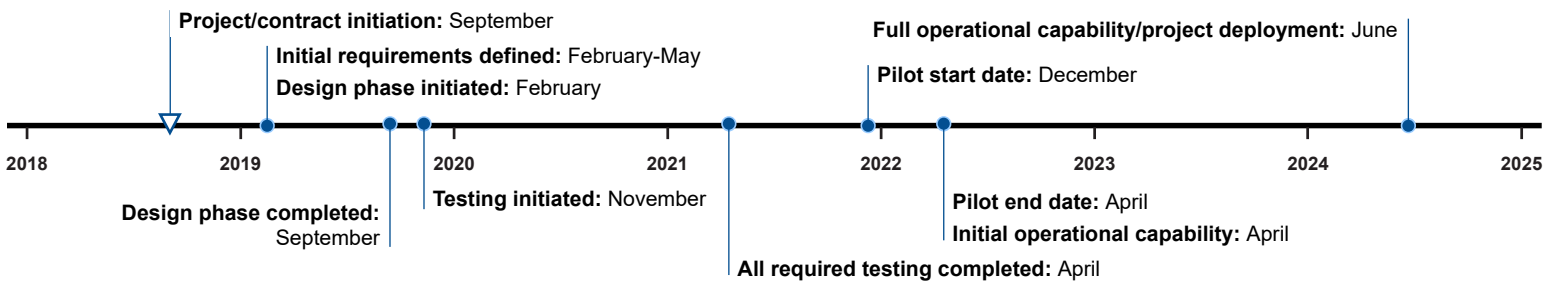 Project/contract initiation: September
Initial requirements defined: February-May
Design phase initiated: February
Full operational capability/project deployment: June
Pilot start date: December
2018 2019 2020 2021 2022 2023 2024 2025
Design phase completed:
September
Testing initiated: November
All required testing completed: April
Pilot end date: April
Initial operational capability: April